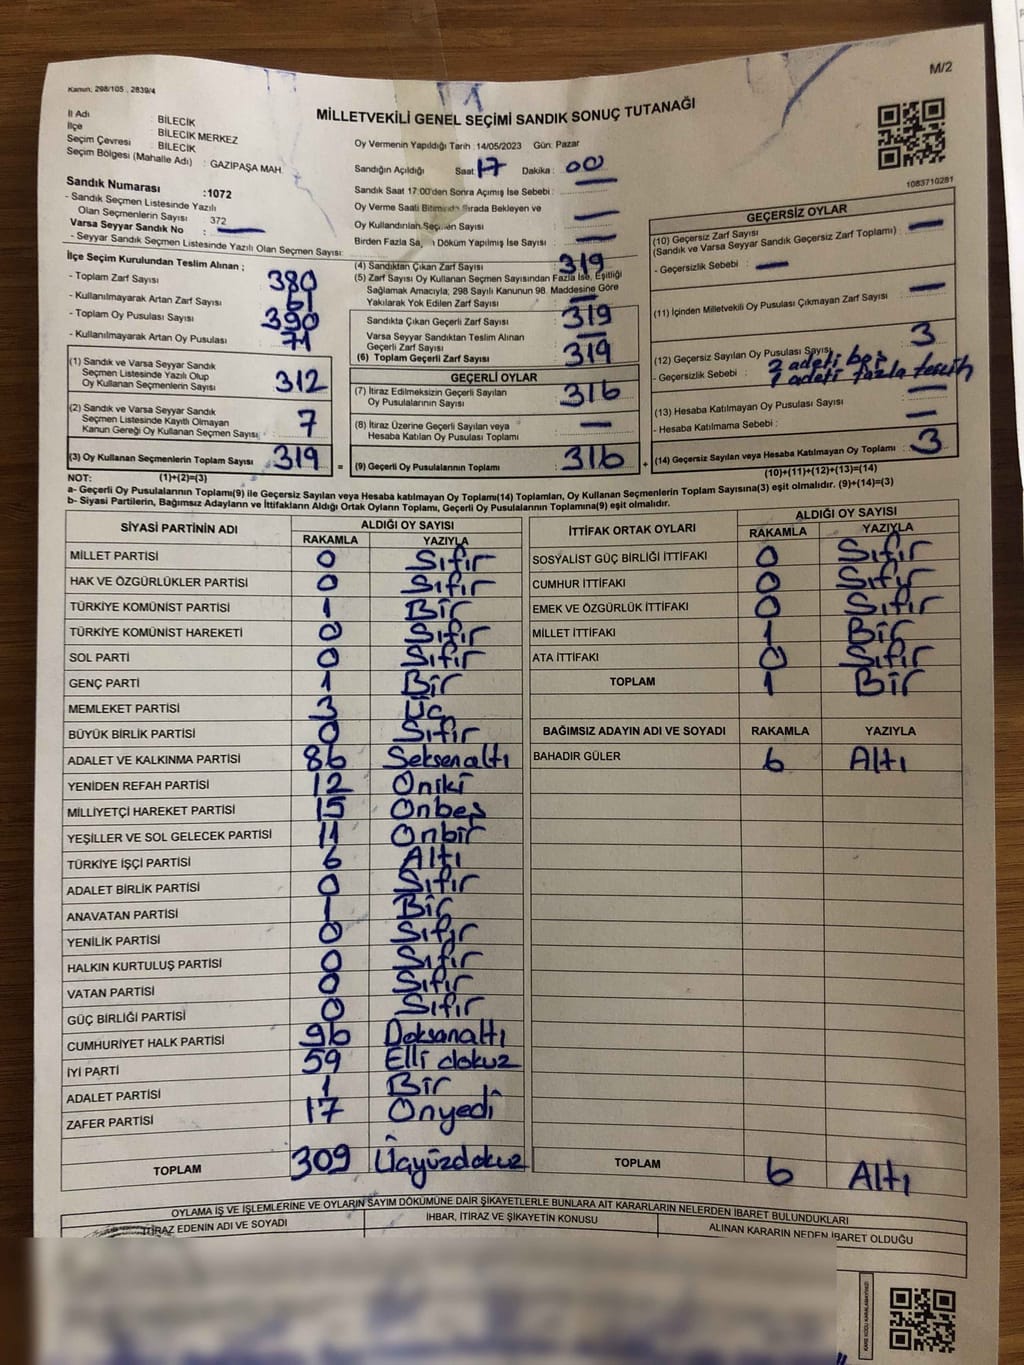 Kanun; 298/105 , 2839/4
M/2
MİLLETVEKİLİ GENEL SEÇİMİ SANDIK SONUÇ TUTANAĞI
İl Adı : BİLECİK
İlçe : BİLECİK MERKEZ
Seçim Çevresi : BİLECİK
Seçim Bölgesi (Mahalle Adı) : GAZIPAŞA MAH.
Sandık Numarası :1072
- Sandık Seçmen Listesinde Yazılı
Olan Seçmenlerin Sayısı 372
Varsa Seyyar Sandık No : —
- Seyyar Sandık Seçmen Listesinde Yazılı Olan Seçmen Sayısı:
Oy Vermenin Yapıldığı Tarih : 14/05/2023 Gün: Pazar
Sandığın Açıldığı Saat : 17 Dakika : 00
Sandık Saat 17:00'den Sonra Açımış İse Sebebi : —
Oy Verme Saati Bitiminde Sırada Bekleyen ve
Oy Kullandırılan Seçmen Sayısı : —
Birden Fazla Sayım Döküm Yapılmış İse Sayısı : —
1083710281
İlçe Seçim Kurulundan Teslim Alınan ;
- Toplam Zarf Sayısı 380
- Kullanılmayarak Artan Zarf Sayısı 61
- Toplam Oy Pusulası Sayısı 390
- Kullanılmayarak Artan Oy Pusulası 71
(1) Sandık ve Varsa Seyyar Sandık
Seçmen Listesinde Yazılı Olup
Oy Kullanan Seçmenlerin Sayısı 312
(2) Sandık ve Varsa Seyyar Sandık
Seçmen Listesinde Kayıtlı Olmayan
Kanun Gereği Oy Kullanan Seçmen Sayısı 7
(3) Oy Kullanan Seçmenlerin Toplam Sayısı 319
(4) Sandıktan Çıkan Zarf Sayısı 319
(5) Zarf Sayısı Oy Kullanan Seçmen Sayısından Fazla İse, Eşitliği
Sağlamak Amacıyla; 298 Sayılı Kanunun 98. Maddesine Göre
Yakılarak Yok Edilen Zarf Sayısı : —
Sandıkta Çıkan Geçerli Zarf Sayısı : 319
Varsa Seyyar Sandıktan Teslim Alınan
Geçerli Zarf Sayısı
(6) Toplam Geçerli Zarf Sayısı 319
GEÇERLİ OYLAR
(7) İtiraz Edilmeksizin Geçerli Sayılan
Oy Pusulalarının Sayısı 316
(8) İtiraz Üzerine Geçerli Sayılan veya
Hesaba Katılan Oy Pusulası Toplamı : —
= (9) Geçerli Oy Pusulalarının Toplamı : 316
GEÇERSİZ OYLAR
(10) Geçersiz Zarf Sayısı
(Sandık ve Varsa Seyyar Sandık Geçersiz Zarf Toplamı) : —
- Geçersizlik Sebebi : —
(11) İçinden Milletvekili Oy Pusulası Çıkmayan Zarf Sayısı : —
(12) Geçersiz Sayılan Oy Pusulası Sayısı 3
2 adeti boş
- Geçersizlik Sebebi : 1 adeti fazla tercih
(13) Hesaba Katılmayan Oy Pusulası Sayısı : —
- Hesaba Katılmama Sebebi : —
+ (14) Geçersiz Sayılan veya Hesaba Katılmayan Oy Toplamı : 3
NOT: (1)+(2)=(3)
(10)+(11)+(12)+(13)=(14)
a- Geçerli Oy Pusulalarının Toplamı(9) ile Geçersiz Sayılan veya Hesaba katılmayan Oy Toplamı(14) Toplamları, Oy Kullanan Seçmenlerin Toplam Sayısına(3) eşit olmalıdır. (9)+(14)=(3)
b- Siyasi Partilerin, Bağımsız Adayların ve İttifakların Aldığı Ortak Oyların Toplamı, Geçerli Oy Pusulalarının Toplamına(9) eşit olmalıdır.
SİYASİ PARTİNİN ADI ALDIĞI OY SAYISI
RAKAMLA YAZIYLA
MİLLET PARTİSİ 0 Sıfır
HAK VE ÖZGÜRLÜKLER PARTİSİ 0 Sıfır
TÜRKİYE KOMÜNİST PARTİSİ 1 Bir
TÜRKİYE KOMÜNİST HAREKETİ 0 Sıfır
SOL PARTİ 0 Sıfır
GENÇ PARTİ 1 Bir
MEMLEKET PARTİSİ 3 Üç
BÜYÜK BİRLİK PARTİSİ 0 Sıfır
ADALET VE KALKINMA PARTİSİ 86 Seksenaltı
YENİDEN REFAH PARTİSİ 12 Oniki
MİLLİYETÇİ HAREKET PARTİSİ 15 Onbeş
YEŞİLLER VE SOL GELECEK PARTİSİ 11 Onbir
TÜRKİYE İŞÇİ PARTİSİ 6 Altı
ADALET BİRLİK PARTİSİ 0 Sıfır
ANAVATAN PARTİSİ 1 Bir
YENİLİK PARTİSİ 0 Sıfır
HALKIN KURTULUŞ PARTİSİ 0 Sıfır
VATAN PARTİSİ 0 Sıfır
GÜÇ BİRLİĞİ PARTİSİ 0 Sıfır
CUMHURİYET HALK PARTİSİ 96 Doksanaltı
İYİ PARTİ 59 Elli dokuz
ADALET PARTİSİ 1 Bir
ZAFER PARTİSİ 17 Onyedi
TOPLAM 309 Üçyüzdokuz
İTTİFAK ORTAK OYLARI ALDIĞI OY SAYISI
RAKAMLA YAZIYLA
SOSYALİST GÜÇ BİRLİĞİ İTTİFAKI 0 Sıfır
CUMHUR İTTİFAKI 0 Sıfır
EMEK VE ÖZGÜRLÜK İTTİFAKI 0 Sıfır
MİLLET İTTİFAKI 1 Bir
ATA İTTİFAKI 0 Sıfır
TOPLAM 1 Bir
BAĞIMSIZ ADAYIN ADI VE SOYADI RAKAMLA YAZIYLA
BAHADIR GÜLER 6 Altı
TOPLAM 6 Altı
OYLAMA İŞ VE İŞLEMLERİNE VE OYLARIN SAYIM DÖKÜMÜNE DAİR ŞİKAYETLERLE BUNLARA AİT KARARLARIN NELERDEN İBARET BULUNDUKLARI
İTİRAZ EDENİN ADI VE SOYADI İHBAR, İTİRAZ VE ŞİKAYETİN KONUSU ALINAN KARARIN NEDEN İBARET OLDUĞU